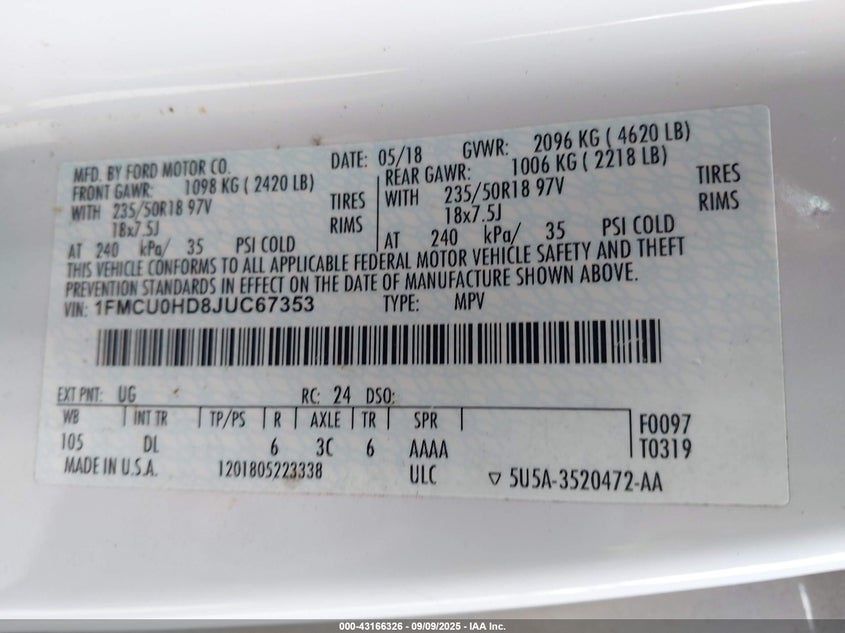 MFD. BY FORD MOTOR CO. DATE: 05/18 GVWR: 2096 KG ( 4620 LB)
FRONT GAWR: 1098 KG ( 2420 LB) REAR GAWR: 1006 KG ( 2218 LB)
WITH 235/50R18 97V TIRES WITH 235/50R18 97V TIRES
18x7.5J RIMS 18x7.5J RIMS
AT 240 kPa/ 35 PSI COLD AT 240 kPa/ 35 PSI COLD
THIS VEHICLE CONFORMS TO ALL APPLICABLE FEDERAL MOTOR VEHICLE SAFETY AND THEFT
PREVENTION STANDARDS IN EFFECT ON THE DATE OF MANUFACTURE SHOWN ABOVE.
VIN: 1FMCU0HD8JUC67353 TYPE: MPV
EXT PNT: UG RC: 24 DSO:
WB INT TR TP/PS R AXLE TR SPR F0097
105 DL 6 3C 6 AAAA T0319
MADE IN U.S.A. 1201805223338 ULC ▽ 5U5A-3520472-AA
000-43166326 - 09/09/2025 - IAA Inc.